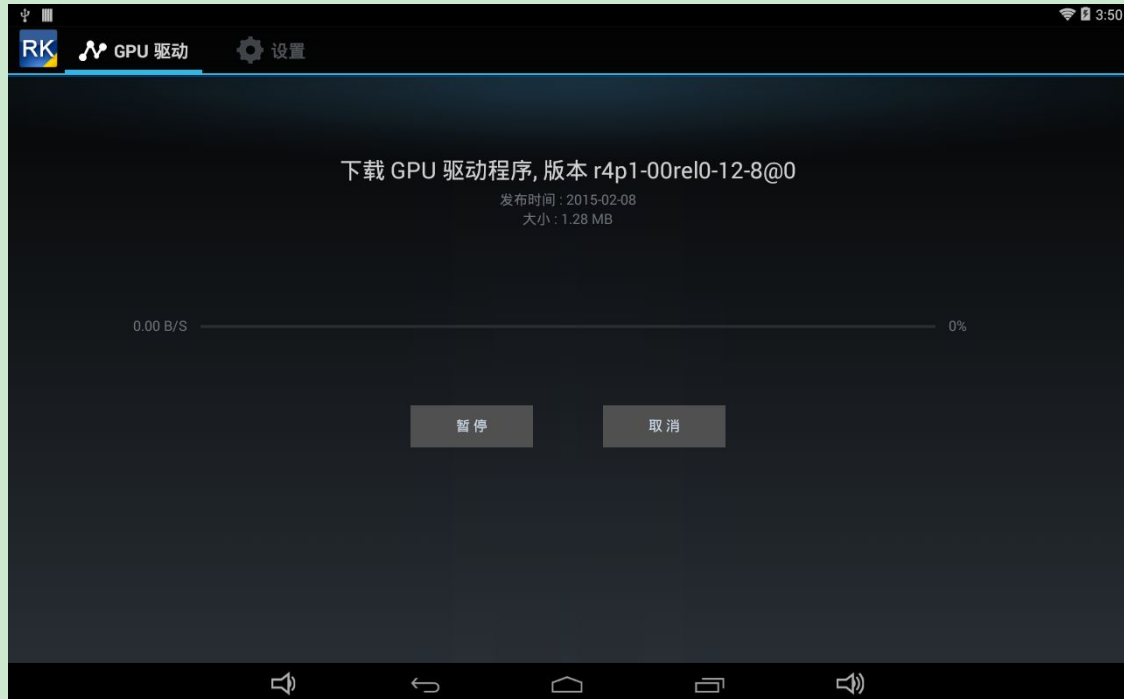 3:50
RK
GPU 驱动
设置
下载 GPU 驱动程序, 版本 r4p1-00rel0-12-8@0
发布时间 : 2015-02-08
大小 : 1.28 MB
0.00 B/S
0%
暂停
取消